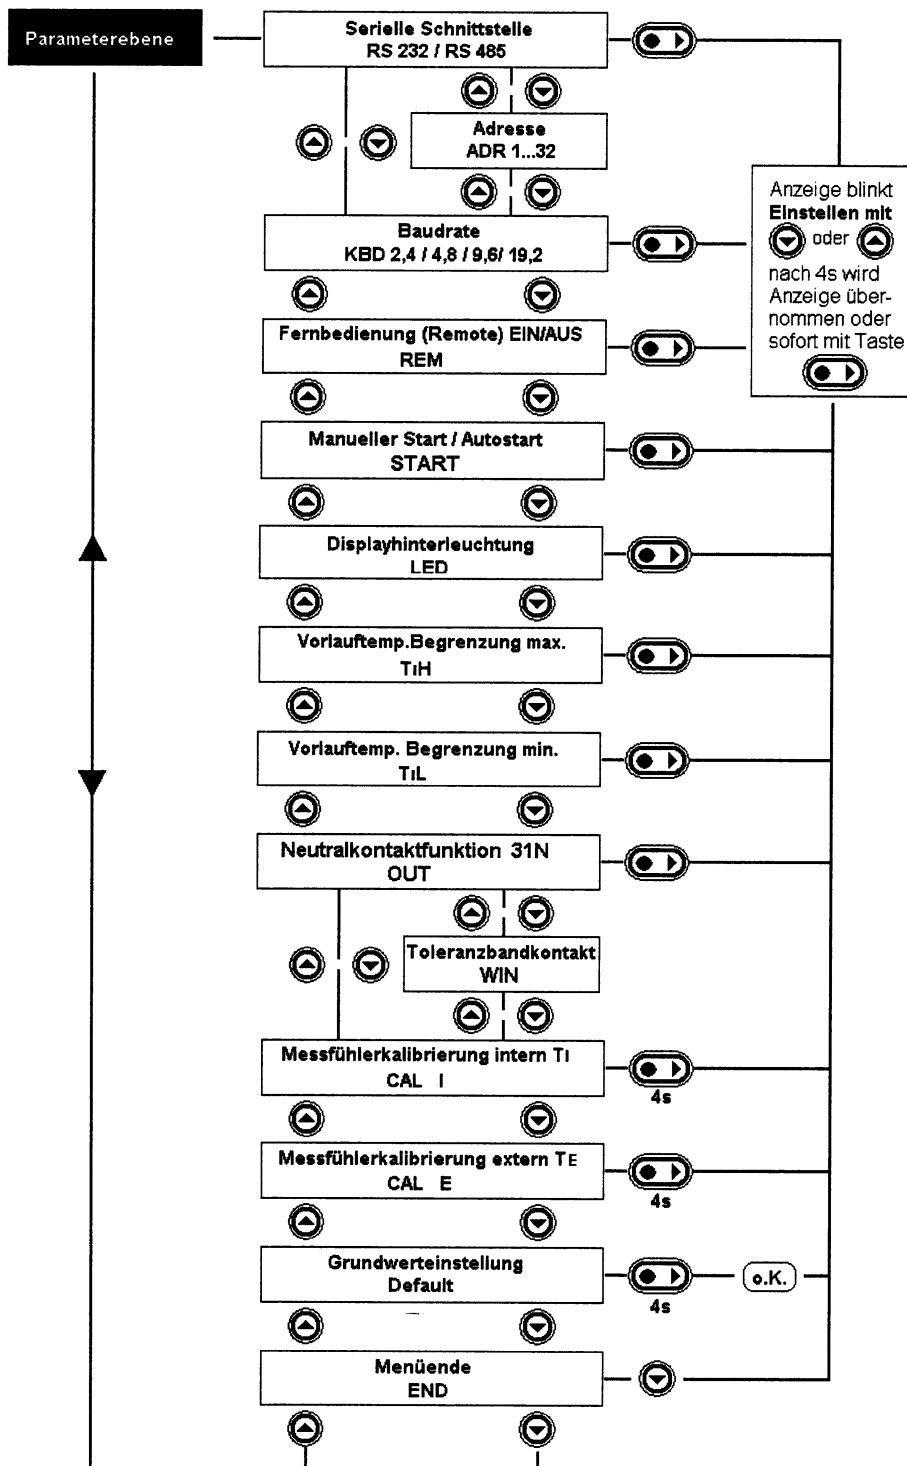 Parameterebene
Serielle Schnittstelle
RS 232 / RS 485
Adresse
ADR 1...32
Baudrate
KBD 2,4 / 4,8 / 9,6/ 19,2
Anzeige blinkt
Einstellen mit
oder
nach 4s wird
Anzeige über-
nommen oder
sofort mit Taste
Fernbedienung (Remote) EIN/AUS
REM
Manueller Start / Autostart
START
Displayhinterleuchtung
LED
Vorlauftemp.Begrenzung max.
TIH
Vorlauftemp. Begrenzung min.
TIL
Neutralkontaktfunktion 31N
OUT
Toleranzbandkontakt
WIN
Messfühlerkalibrierung intern TI
CAL I
4s
Messfühlerkalibrierung extern TE
CAL E
4s
Grundwerteinstellung
Default
4s
o.K.
Menüende
END